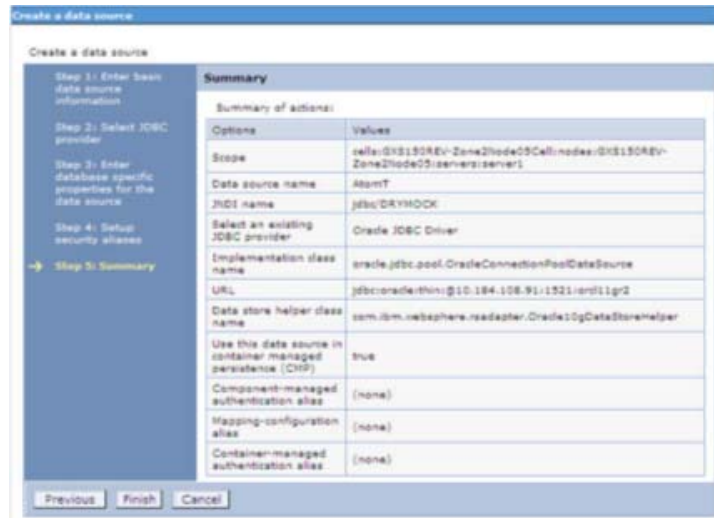 Create a data source
Create a data source
Step 1: Enter basic
data source
information
Step 2: Select JDBC
provider
Step 3: Enter
database specific
properties for the
data source
Step 4: Setup
security aliases
Step 5: Summary
Summary
Summary of actions:
Options Values
Scope cells:GXS150REV-Zone2Node05Cell:nodes:GXS150REV-
Zone2Node05:servers:server1
Data source name AtomT
JNDI name jdbc/DRYMOCK
Select an existing
JDBC provider Oracle JDBC Driver
Implementation class
name oracle.jdbc.pool.OracleConnectionPoolDataSource
URL jdbc:oracle:thin:@10.184.108.91:1521:orcl11gr2
Data store helper class
name com.ibm.websphere.rsadapter.Oracle10gDataStoreHelper
Use this data source in
container managed
persistence (CMP) true
Component-managed
authentication alias (none)
Mapping-configuration
alias (none)
Container-managed
authentication alias (none)
Previous Finish Cancel